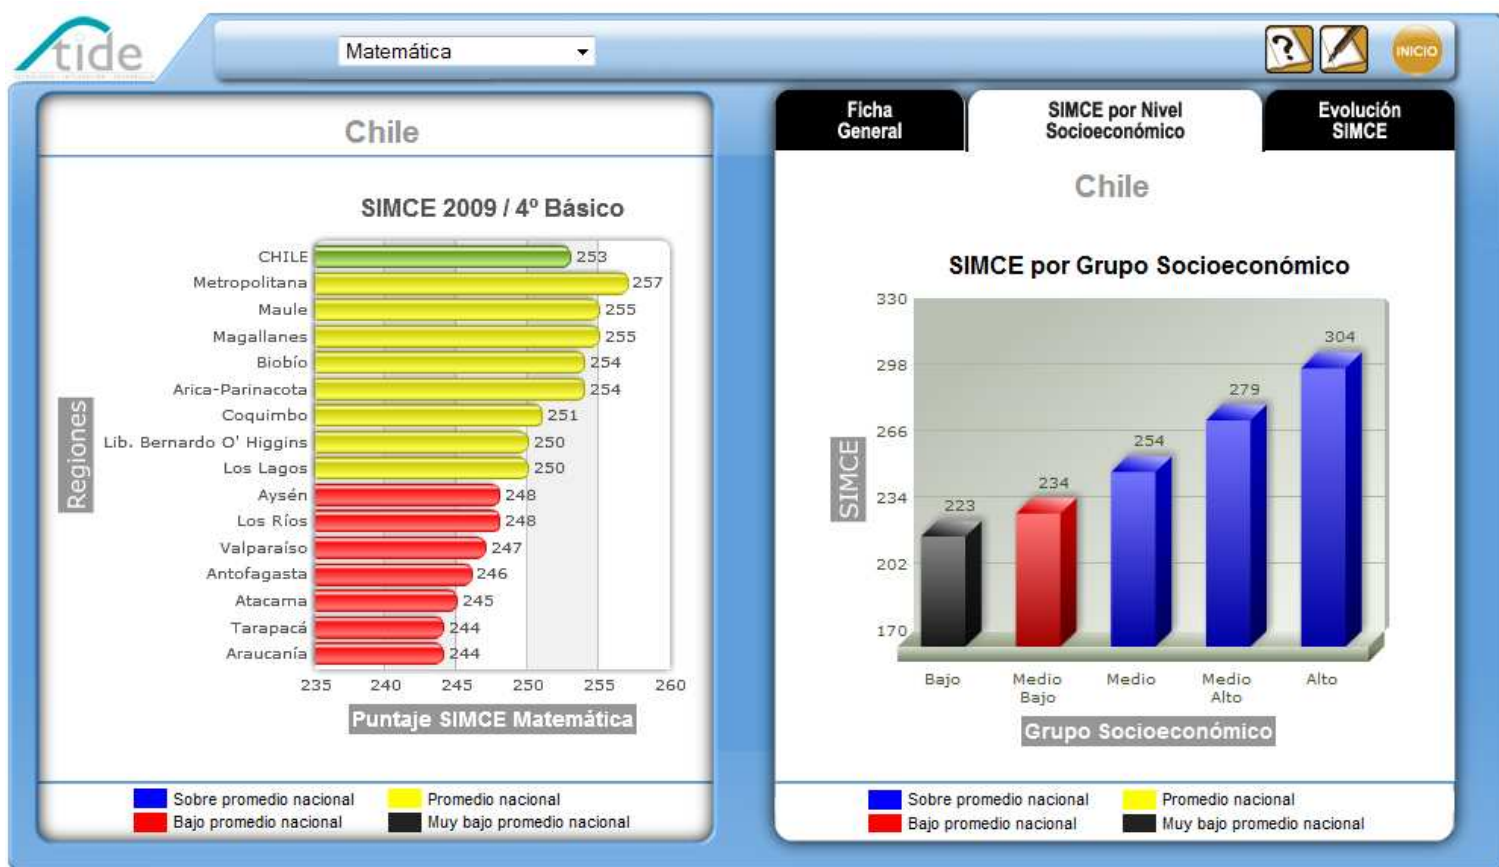 tide
Matemática
INICIO
Chile
SIMCE 2009 / 4º Básico
CHILE 253
Metropolitana 257
Maule 255
Magallanes 255
Biobío 254
Arica-Parinacota 254
Coquimbo 251
Lib. Bernardo O' Higgins 250
Los Lagos 250
Aysén 248
Los Ríos 248
Valparaíso 247
Antofagasta 246
Atacama 245
Tarapacá 244
Araucanía 244
Regiones
235 240 245 250 255 260
Puntaje SIMCE Matemática
Sobre promedio nacional Promedio nacional
Bajo promedio nacional Muy bajo promedio nacional
Ficha
General
SIMCE por Nivel
Socioeconómico
Evolución
SIMCE
Chile
SIMCE por Grupo Socioeconómico
330
298
266
234
202
170
SIMCE
223
234
254
279
304
Bajo
Medio
Bajo
Medio
Medio
Alto
Alto
Grupo Socioeconómico
Sobre promedio nacional Promedio nacional
Bajo promedio nacional Muy bajo promedio nacional